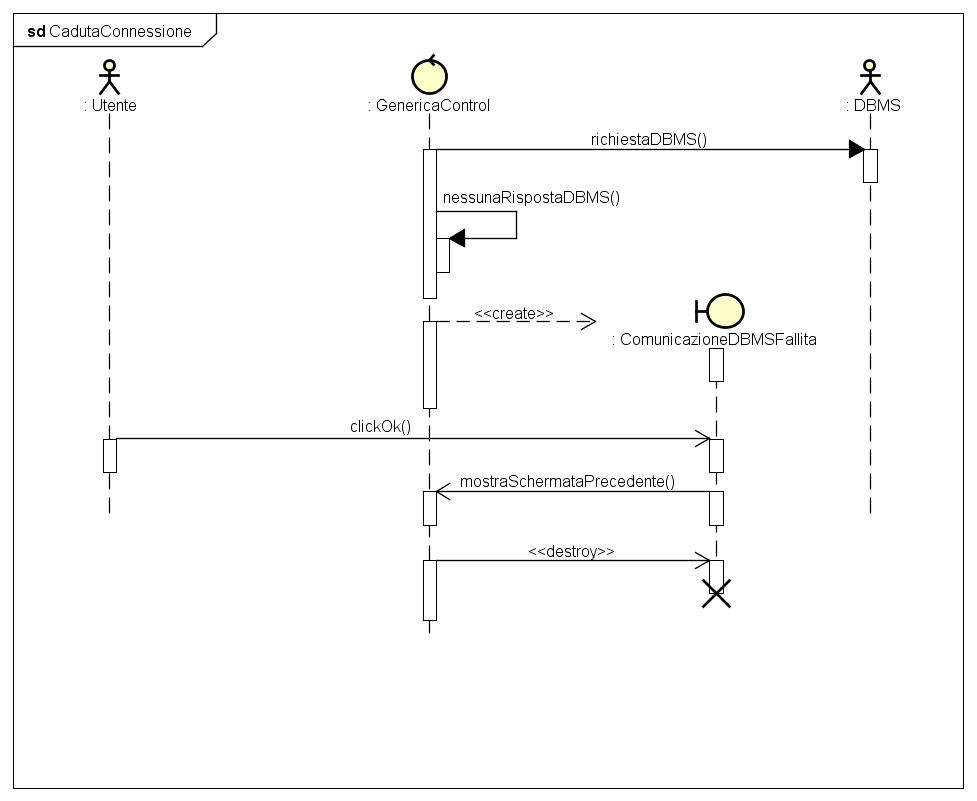 sd CadutaConnessione
: Utente
: GenericaControl
: DBMS
richiestaDBMS()
nessunaRispostaDBMS()
<<create>>
: ComunicazioneDBMSFallita
clickOk()
mostraSchermataPrecedente()
<<destroy>>